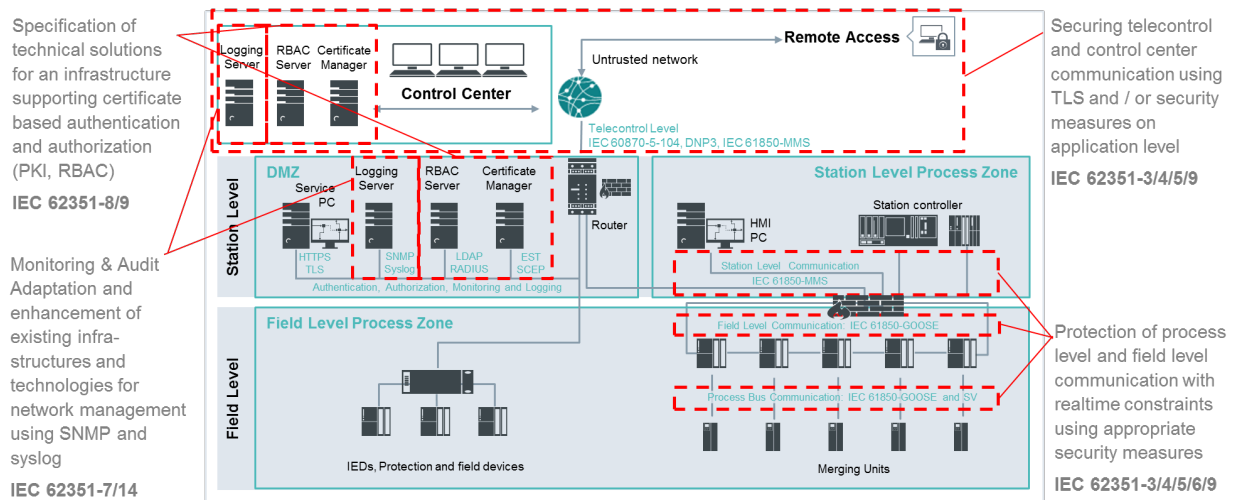 Specification of
technical solutions
for an infrastructure
supporting certificate
based authentication
and authorization
(PKI, RBAC)
IEC 62351-8/9
Monitoring & Audit
Adaptation and
enhancement of
existing infra-
structures and
technologies for
network management
using SNMP and
syslog
IEC 62351-7/14
Logging
Server
RBAC
Server
Certificate
Manager
Control Center
Untrusted network
Remote Access
Telecontrol Level
IEC 60870-5-104, DNP3, IEC 61850-MMS
Station Level
DMZ
Service
PC
Logging
Server
RBAC
Server
Certificate
Manager
HTTPS
TLS
SNMP
Syslog
LDAP
RADIUS
EST
SCEP
Authentication, Authorization, Monitoring and Logging
Router
Station Level Process Zone
HMI
PC
Station controller
Station Level Communication
IEC 61850-MMS
Field Level
Field Level Process Zone
Field Level Communication: IEC 61850-GOOSE
Process Bus Communication: IEC 61850-GOOSE and SV
IEDs, Protection and field devices
Merging Units
Securing telecontrol
and control center
communication using
TLS and / or security
measures on
application level
IEC 62351-3/4/5/9
Protection of process
level and field level
communication with
realtime constraints
using appropriate
security measures
IEC 62351-3/4/5/6/9